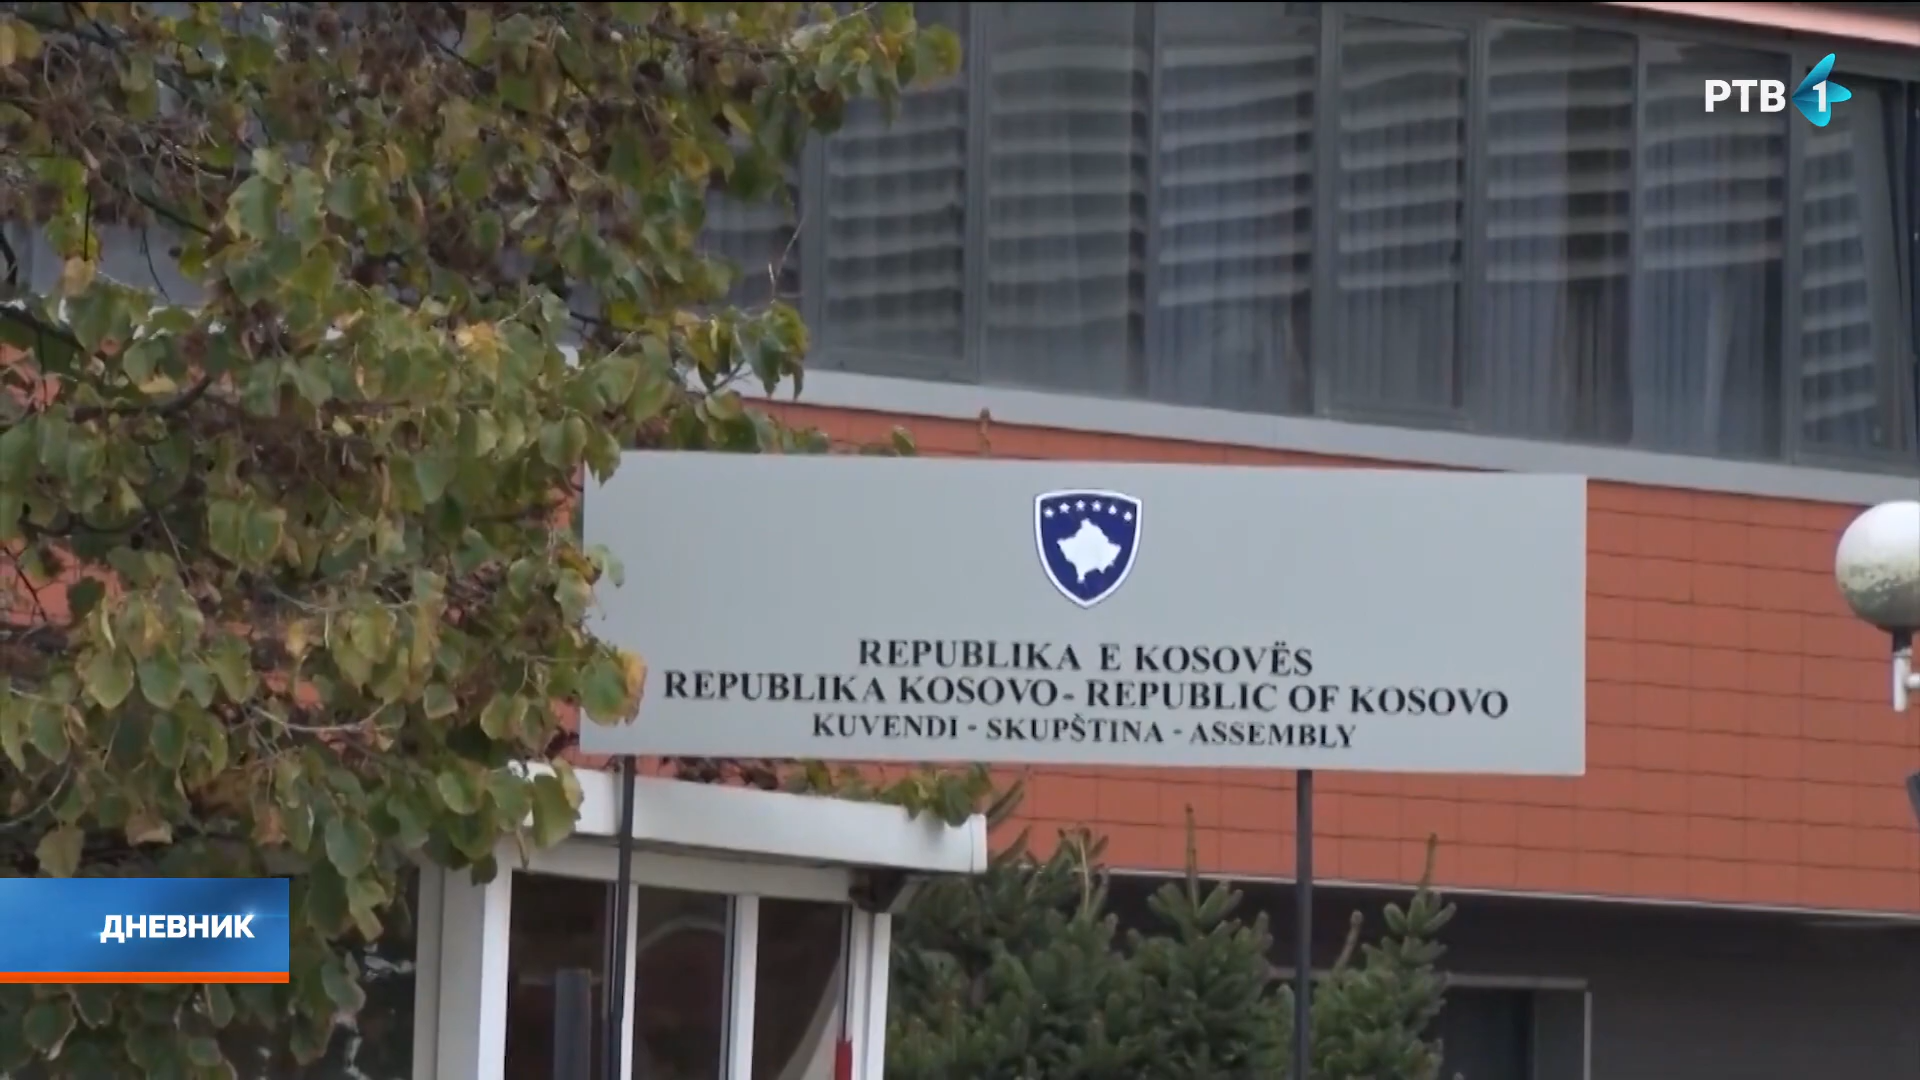 РТВ 1
REPUBLIKA E KOSOVËS
REPUBLIKA KOSOVO - REPUBLIC OF KOSOVO
KUVENDI - SKUPŠTINA - ASSEMBLY
ДНЕВНИК